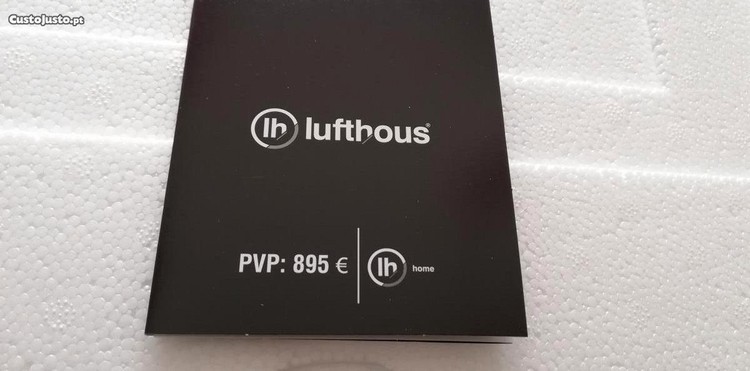 CustoJusto.pt
lh lufthous®
PVP: 895 € lh home